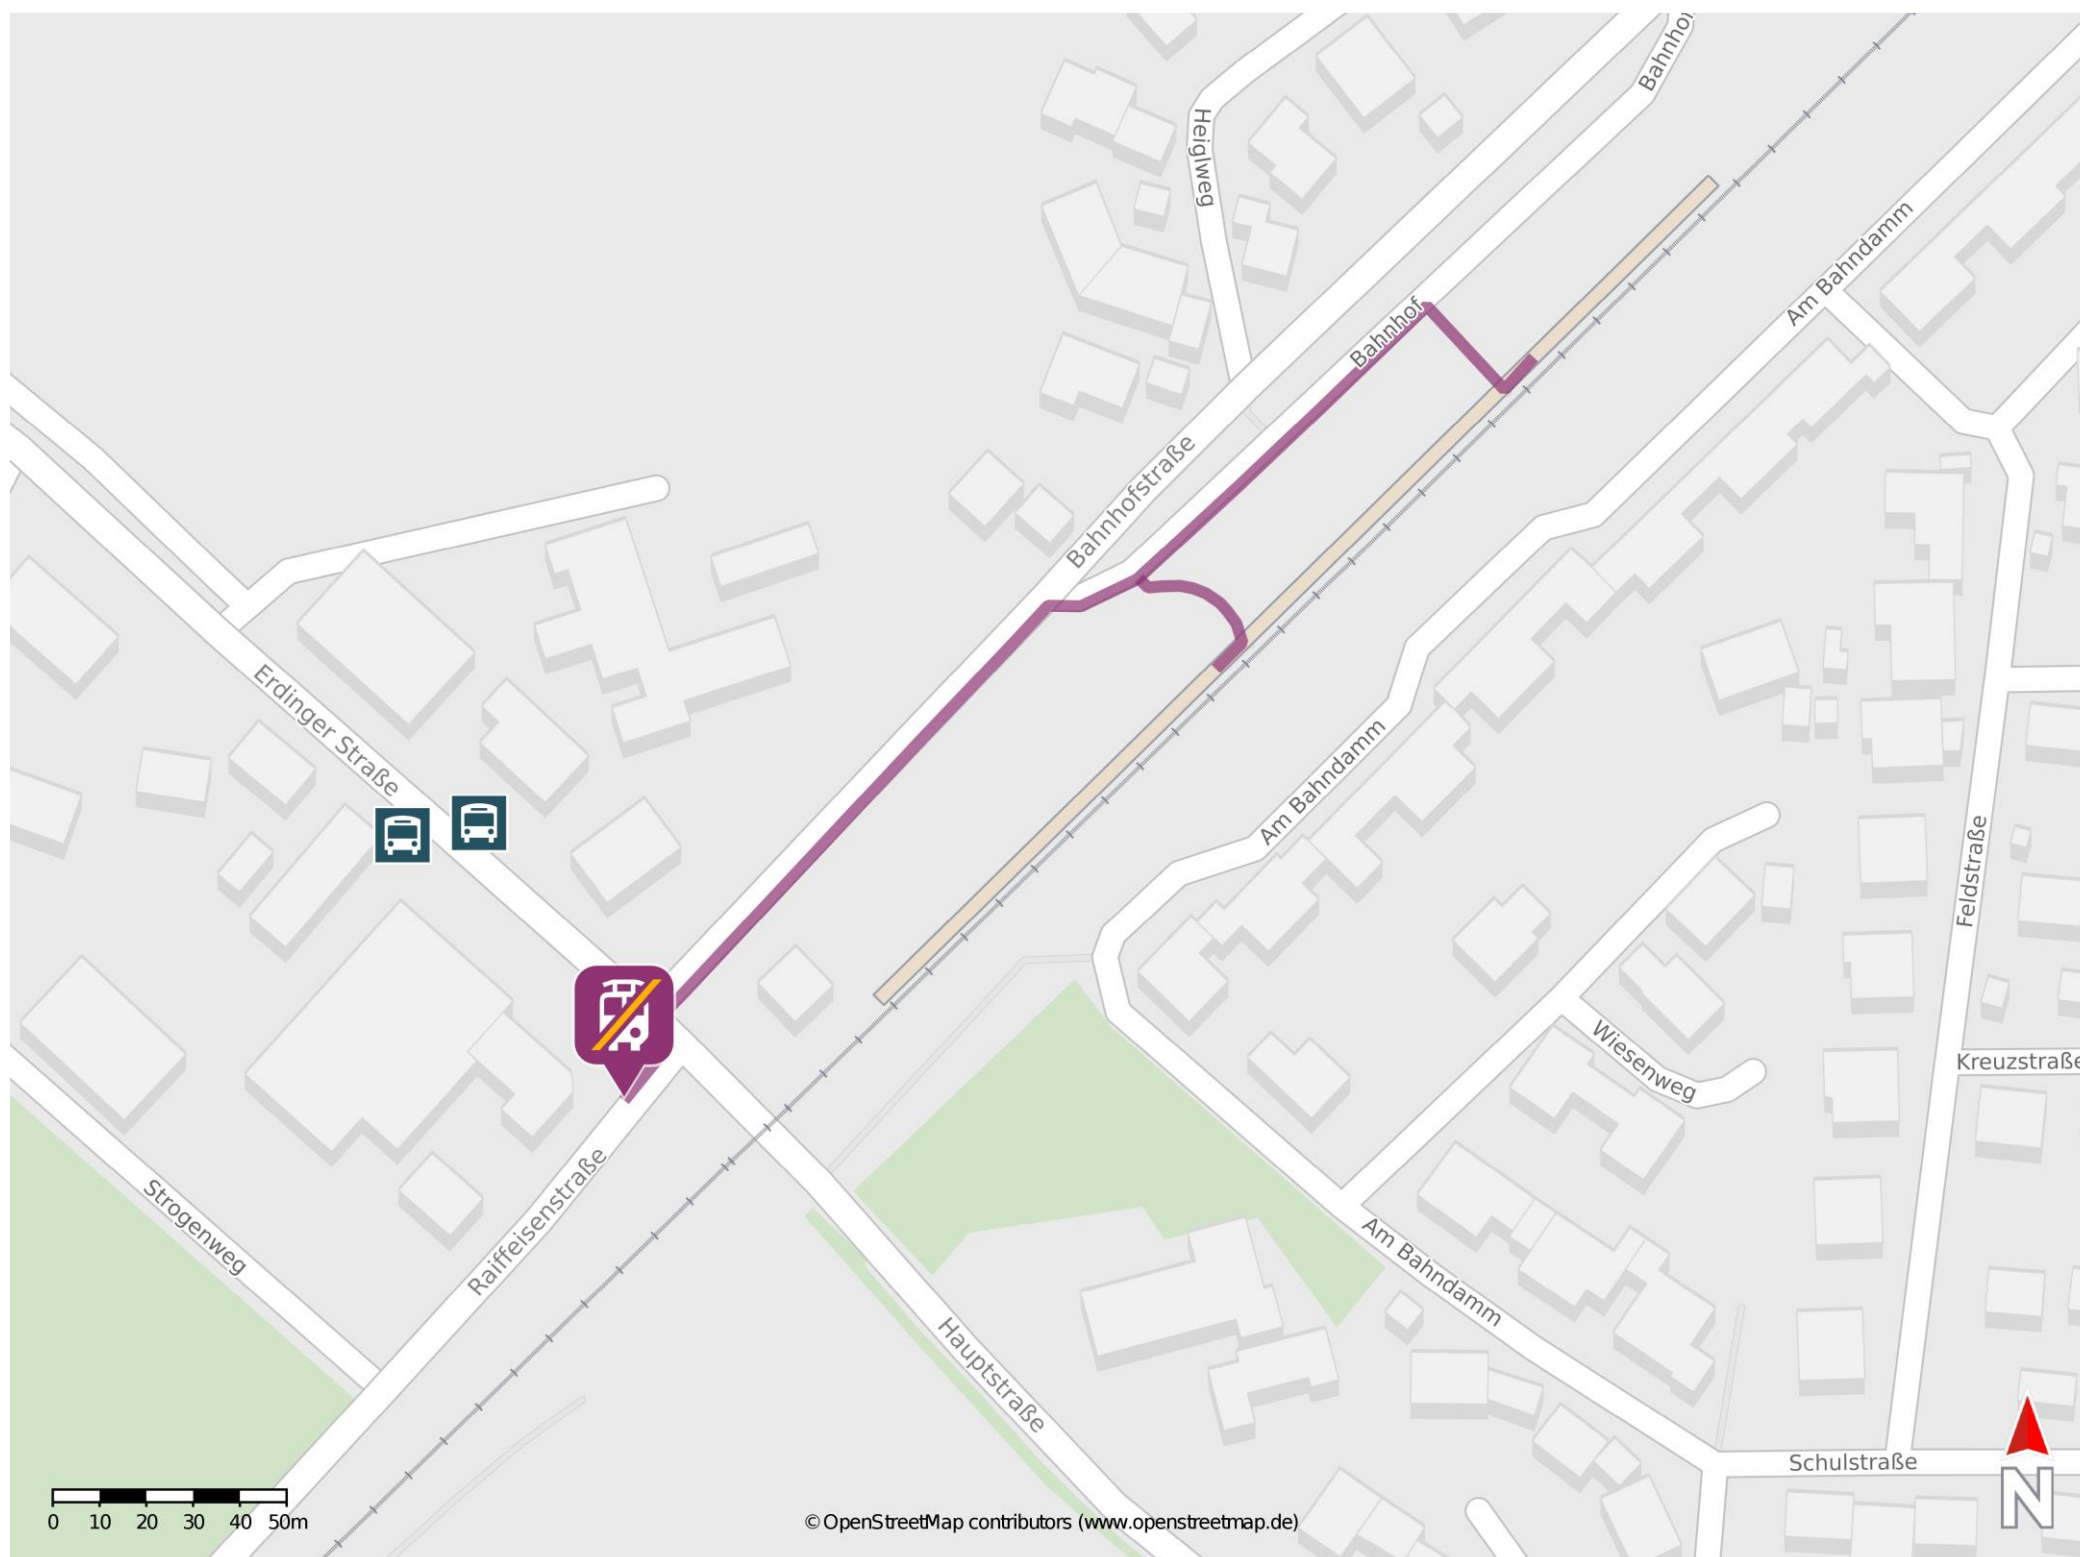 Bahnhof
Heiglweg
Am Bahndamm
Bahnhof
Bahnhofstraße
Erdinger Straße
Am Bahndamm
Feldstraße
Wiesenweg
Kreuzstraße
Strogenweg
Raiffeisenstraße
Am Bahndamm
Hauptstraße
Schulstraße
N
0 10 20 30 40 50m
© OpenStreetMap contributors (www.openstreetmap.de)